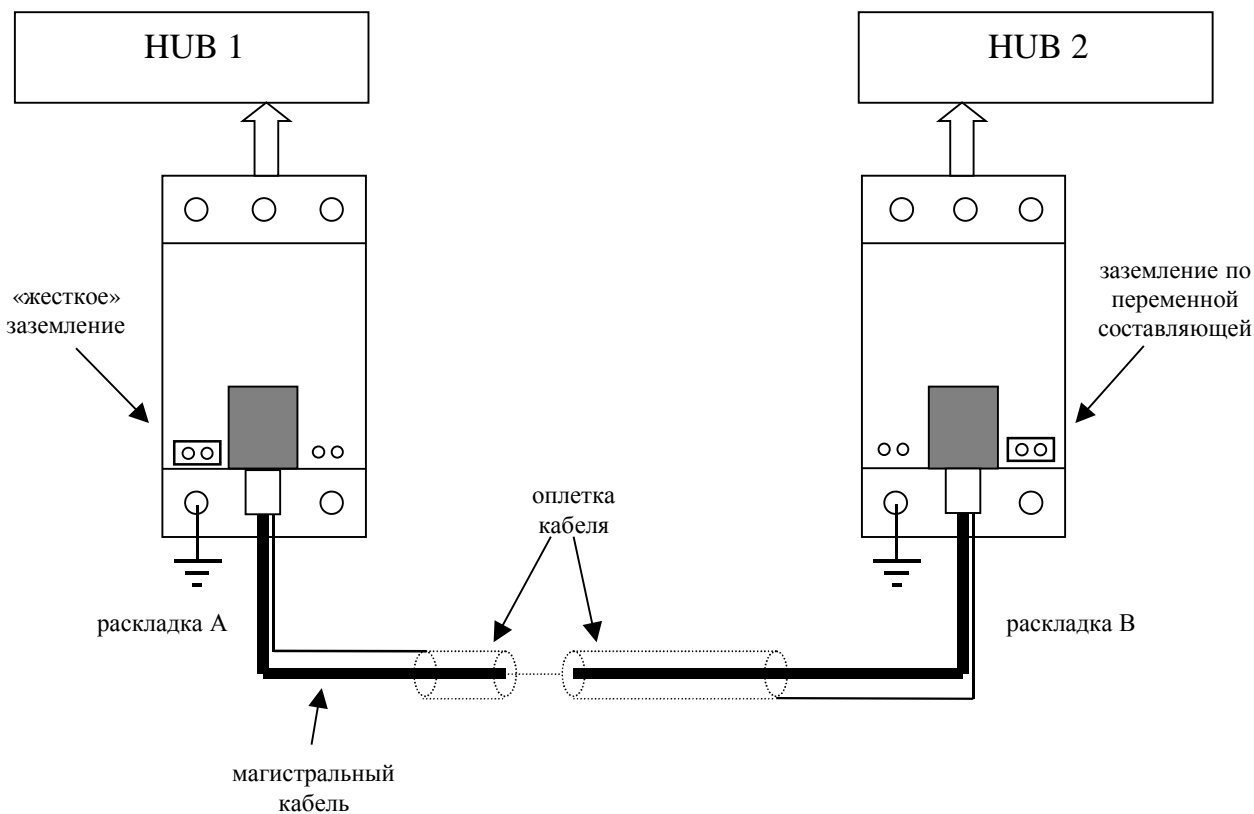 HUB 1
HUB 2
«жесткое»
заземление
заземление по
переменной
составляющей
оплетка
кабеля
раскладка А
раскладка В
магистральный
кабель